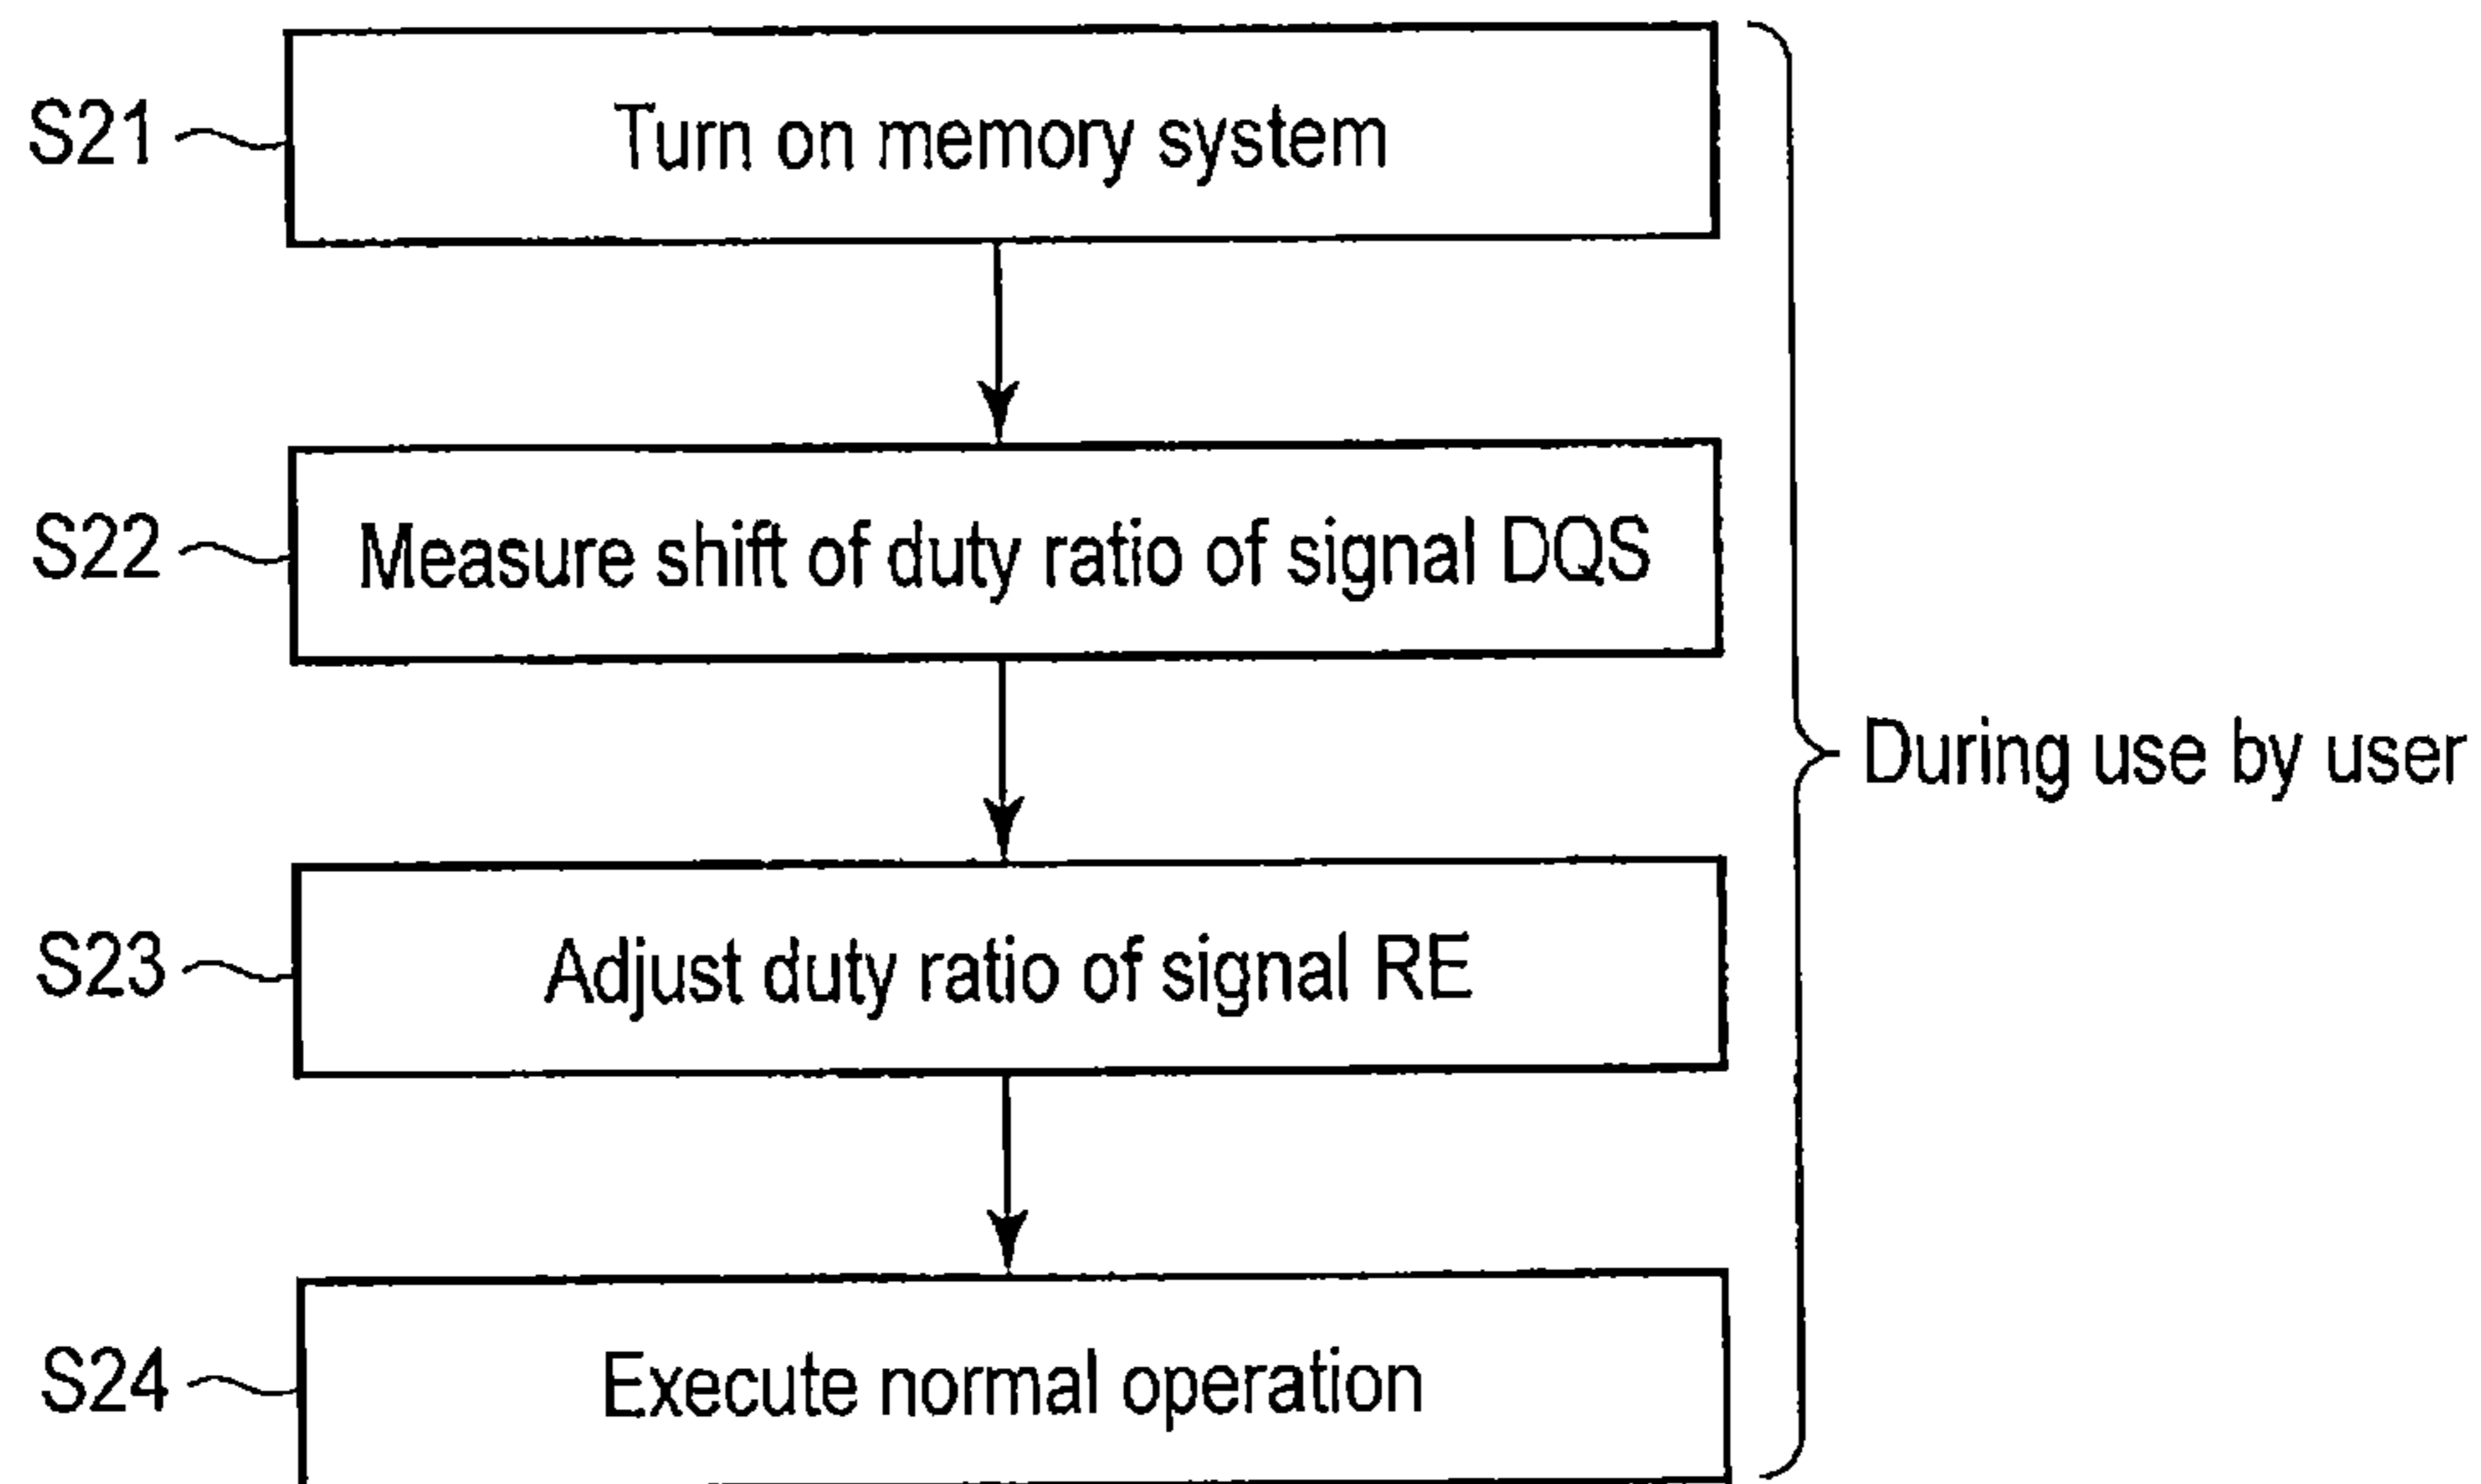 S21
Turn on memory system
S22
Measure shift of duty ratio of signal DQS
During use by user
S23
Adjust duty ratio of signal RE
S24
Execute normal operation